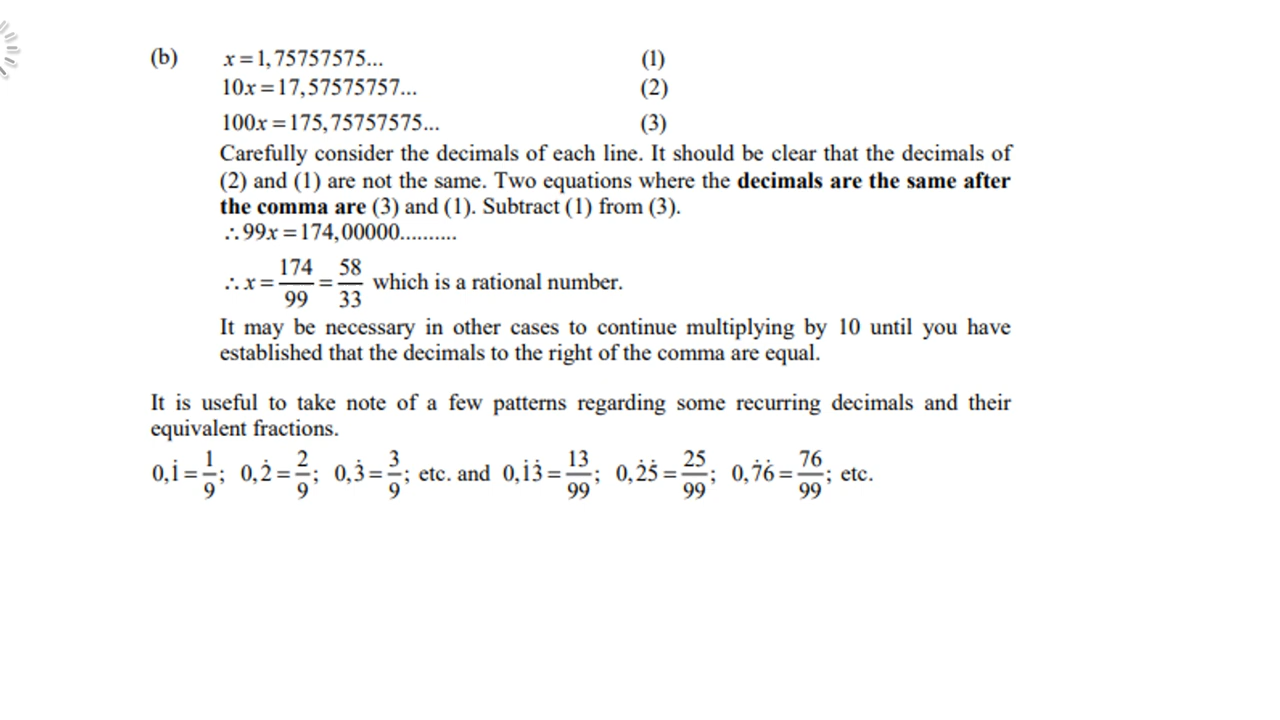 (b) x = 1,75757575... (1)
10x = 17,57575757... (2)
100x = 175,75757575... (3)
Carefully consider the decimals of each line. It should be clear that the decimals of
(2) and (1) are not the same. Two equations where the decimals are the same after
the comma are (3) and (1). Subtract (1) from (3).
∴ 99x = 174,00000..........
∴ x = 174/99 = 58/33 which is a rational number.
It may be necessary in other cases to continue multiplying by 10 until you have
established that the decimals to the right of the comma are equal.
It is useful to take note of a few patterns regarding some recurring decimals and their
equivalent fractions.
0,1̇ = 1/9; 0,2̇ = 2/9; 0,3̇ = 3/9; etc. and 0,1̇3̇ = 13/99; 0,2̇5̇ = 25/99; 0,7̇6̇ = 76/99; etc.